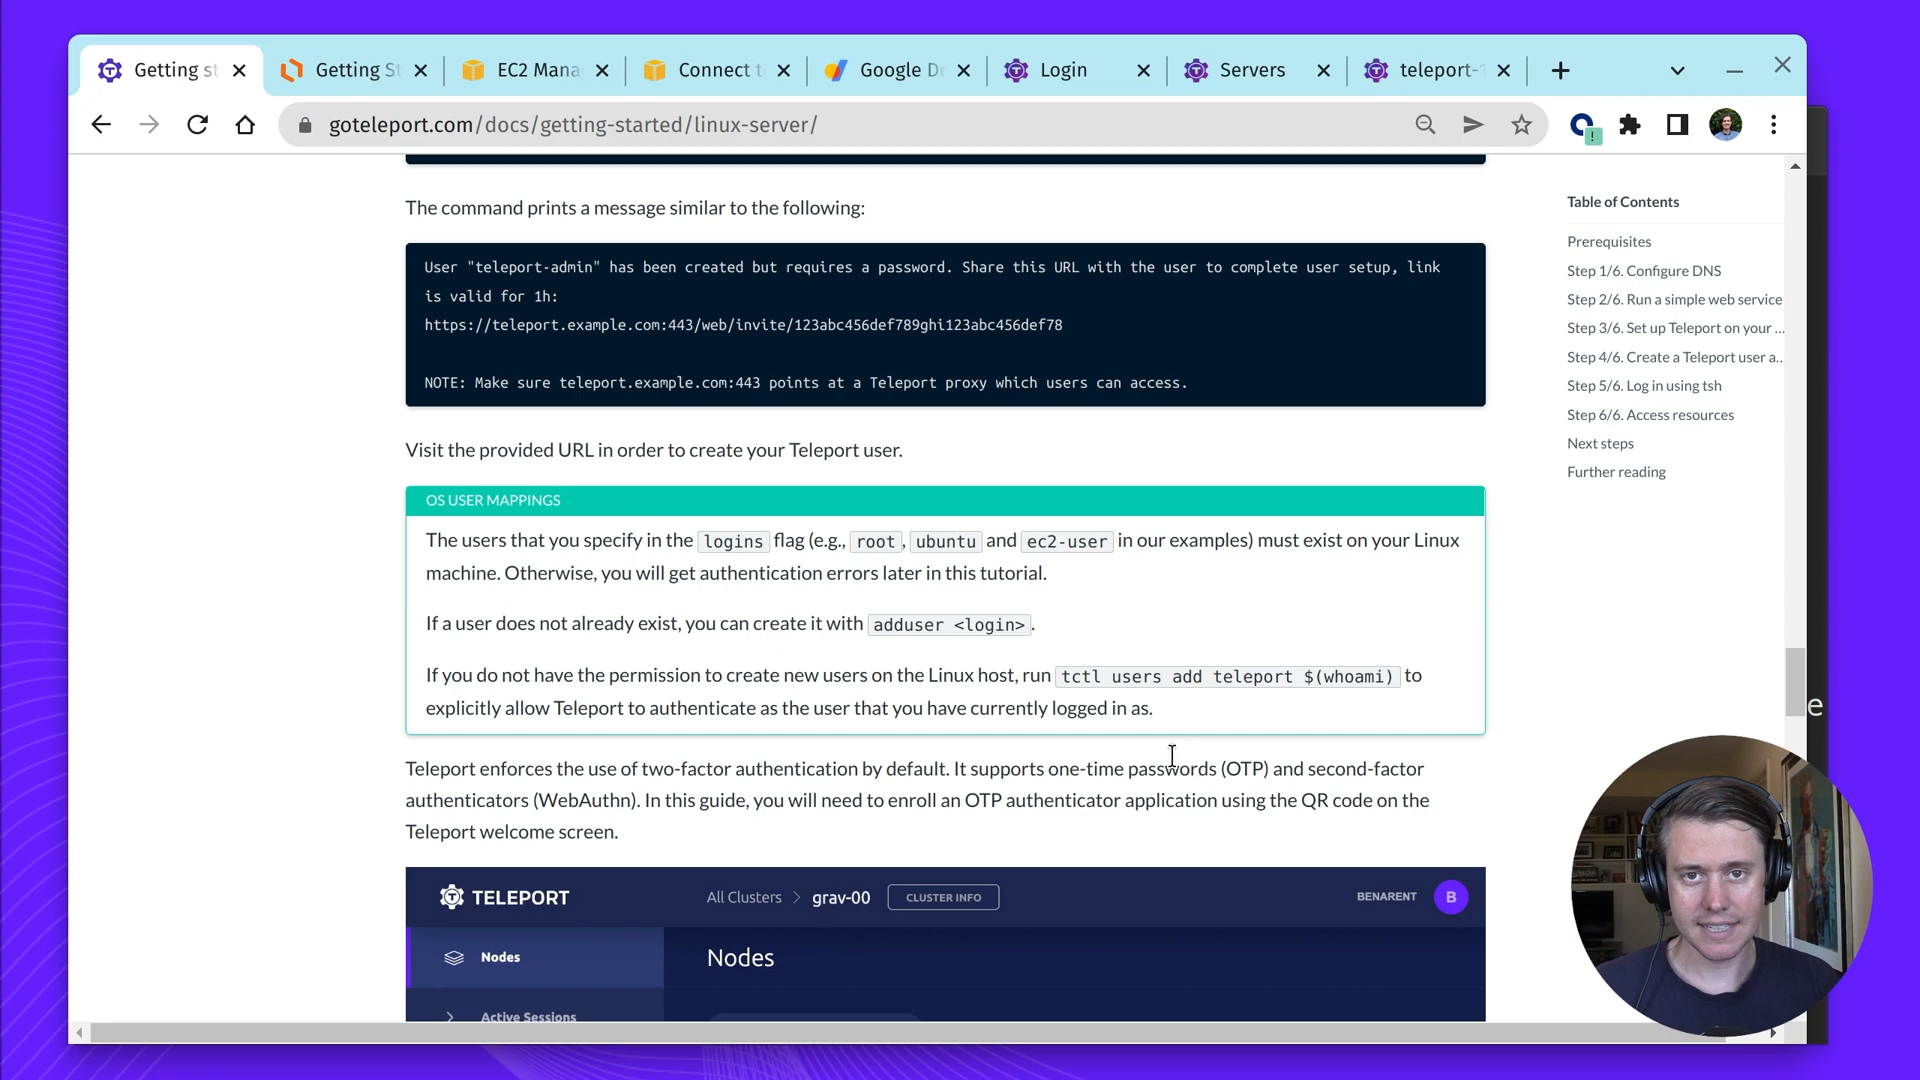 Getting st
Getting St
EC2 Mana
Connect t
Google D
Login
Servers
teleport-
goteleport.com/docs/getting-started/linux-server/
The command prints a message similar to the following:
User "teleport-admin" has been created but requires a password. Share this URL with the user to complete user setup, link
is valid for 1h:
https://teleport.example.com:443/web/invite/123abc456def789ghi123abc456def78
NOTE: Make sure teleport.example.com:443 points at a Teleport proxy which users can access.
Visit the provided URL in order to create your Teleport user.
OS USER MAPPINGS
The users that you specify in the logins flag (e.g., root, ubuntu and ec2-user in our examples) must exist on your Linux
machine. Otherwise, you will get authentication errors later in this tutorial.
If a user does not already exist, you can create it with adduser <login>.
If you do not have the permission to create new users on the Linux host, run tctl users add teleport $(whoami) to
explicitly allow Teleport to authenticate as the user that you have currently logged in as.
Teleport enforces the use of two-factor authentication by default. It supports one-time passwords (OTP) and second-factor
authenticators (WebAuthn). In this guide, you will need to enroll an OTP authenticator application using the QR code on the
Teleport welcome screen.
TELEPORT
All Clusters > grav-00
CLUSTER INFO
BENARENT
B
Nodes
Nodes
Active Sessions
Table of Contents
Prerequisites
Step 1/6. Configure DNS
Step 2/6. Run a simple web service
Step 3/6. Set up Teleport on your ...
Step 4/6. Create a Teleport user a..
Step 5/6. Log in using tsh
Step 6/6. Access resources
Next steps
Further reading
e